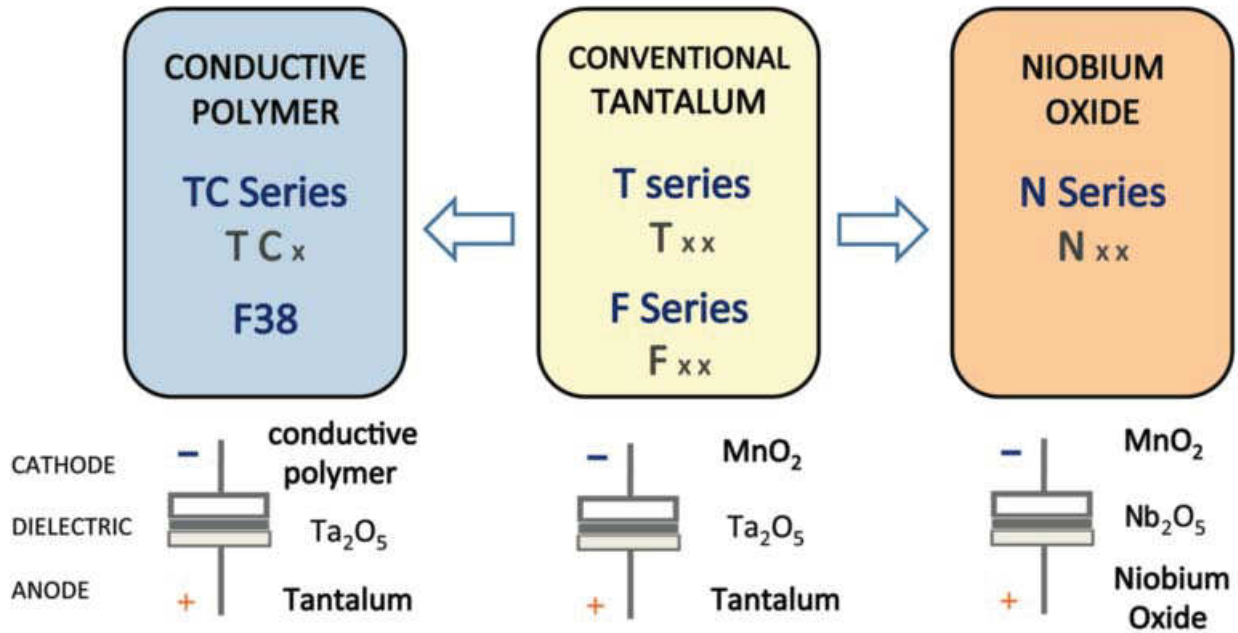 CONDUCTIVE
POLYMER
TC Series
T C x
F38
CONVENTIONAL
TANTALUM
T series
T x x
F Series
F x x
NIOBIUM
OXIDE
N Series
N x x
CATHODE
DIELECTRIC
ANODE
−
conductive
polymer
Ta₂O₅
+
Tantalum
−
MnO₂
Ta₂O₅
+
Tantalum
−
MnO₂
Nb₂O₅
+
Niobium
Oxide